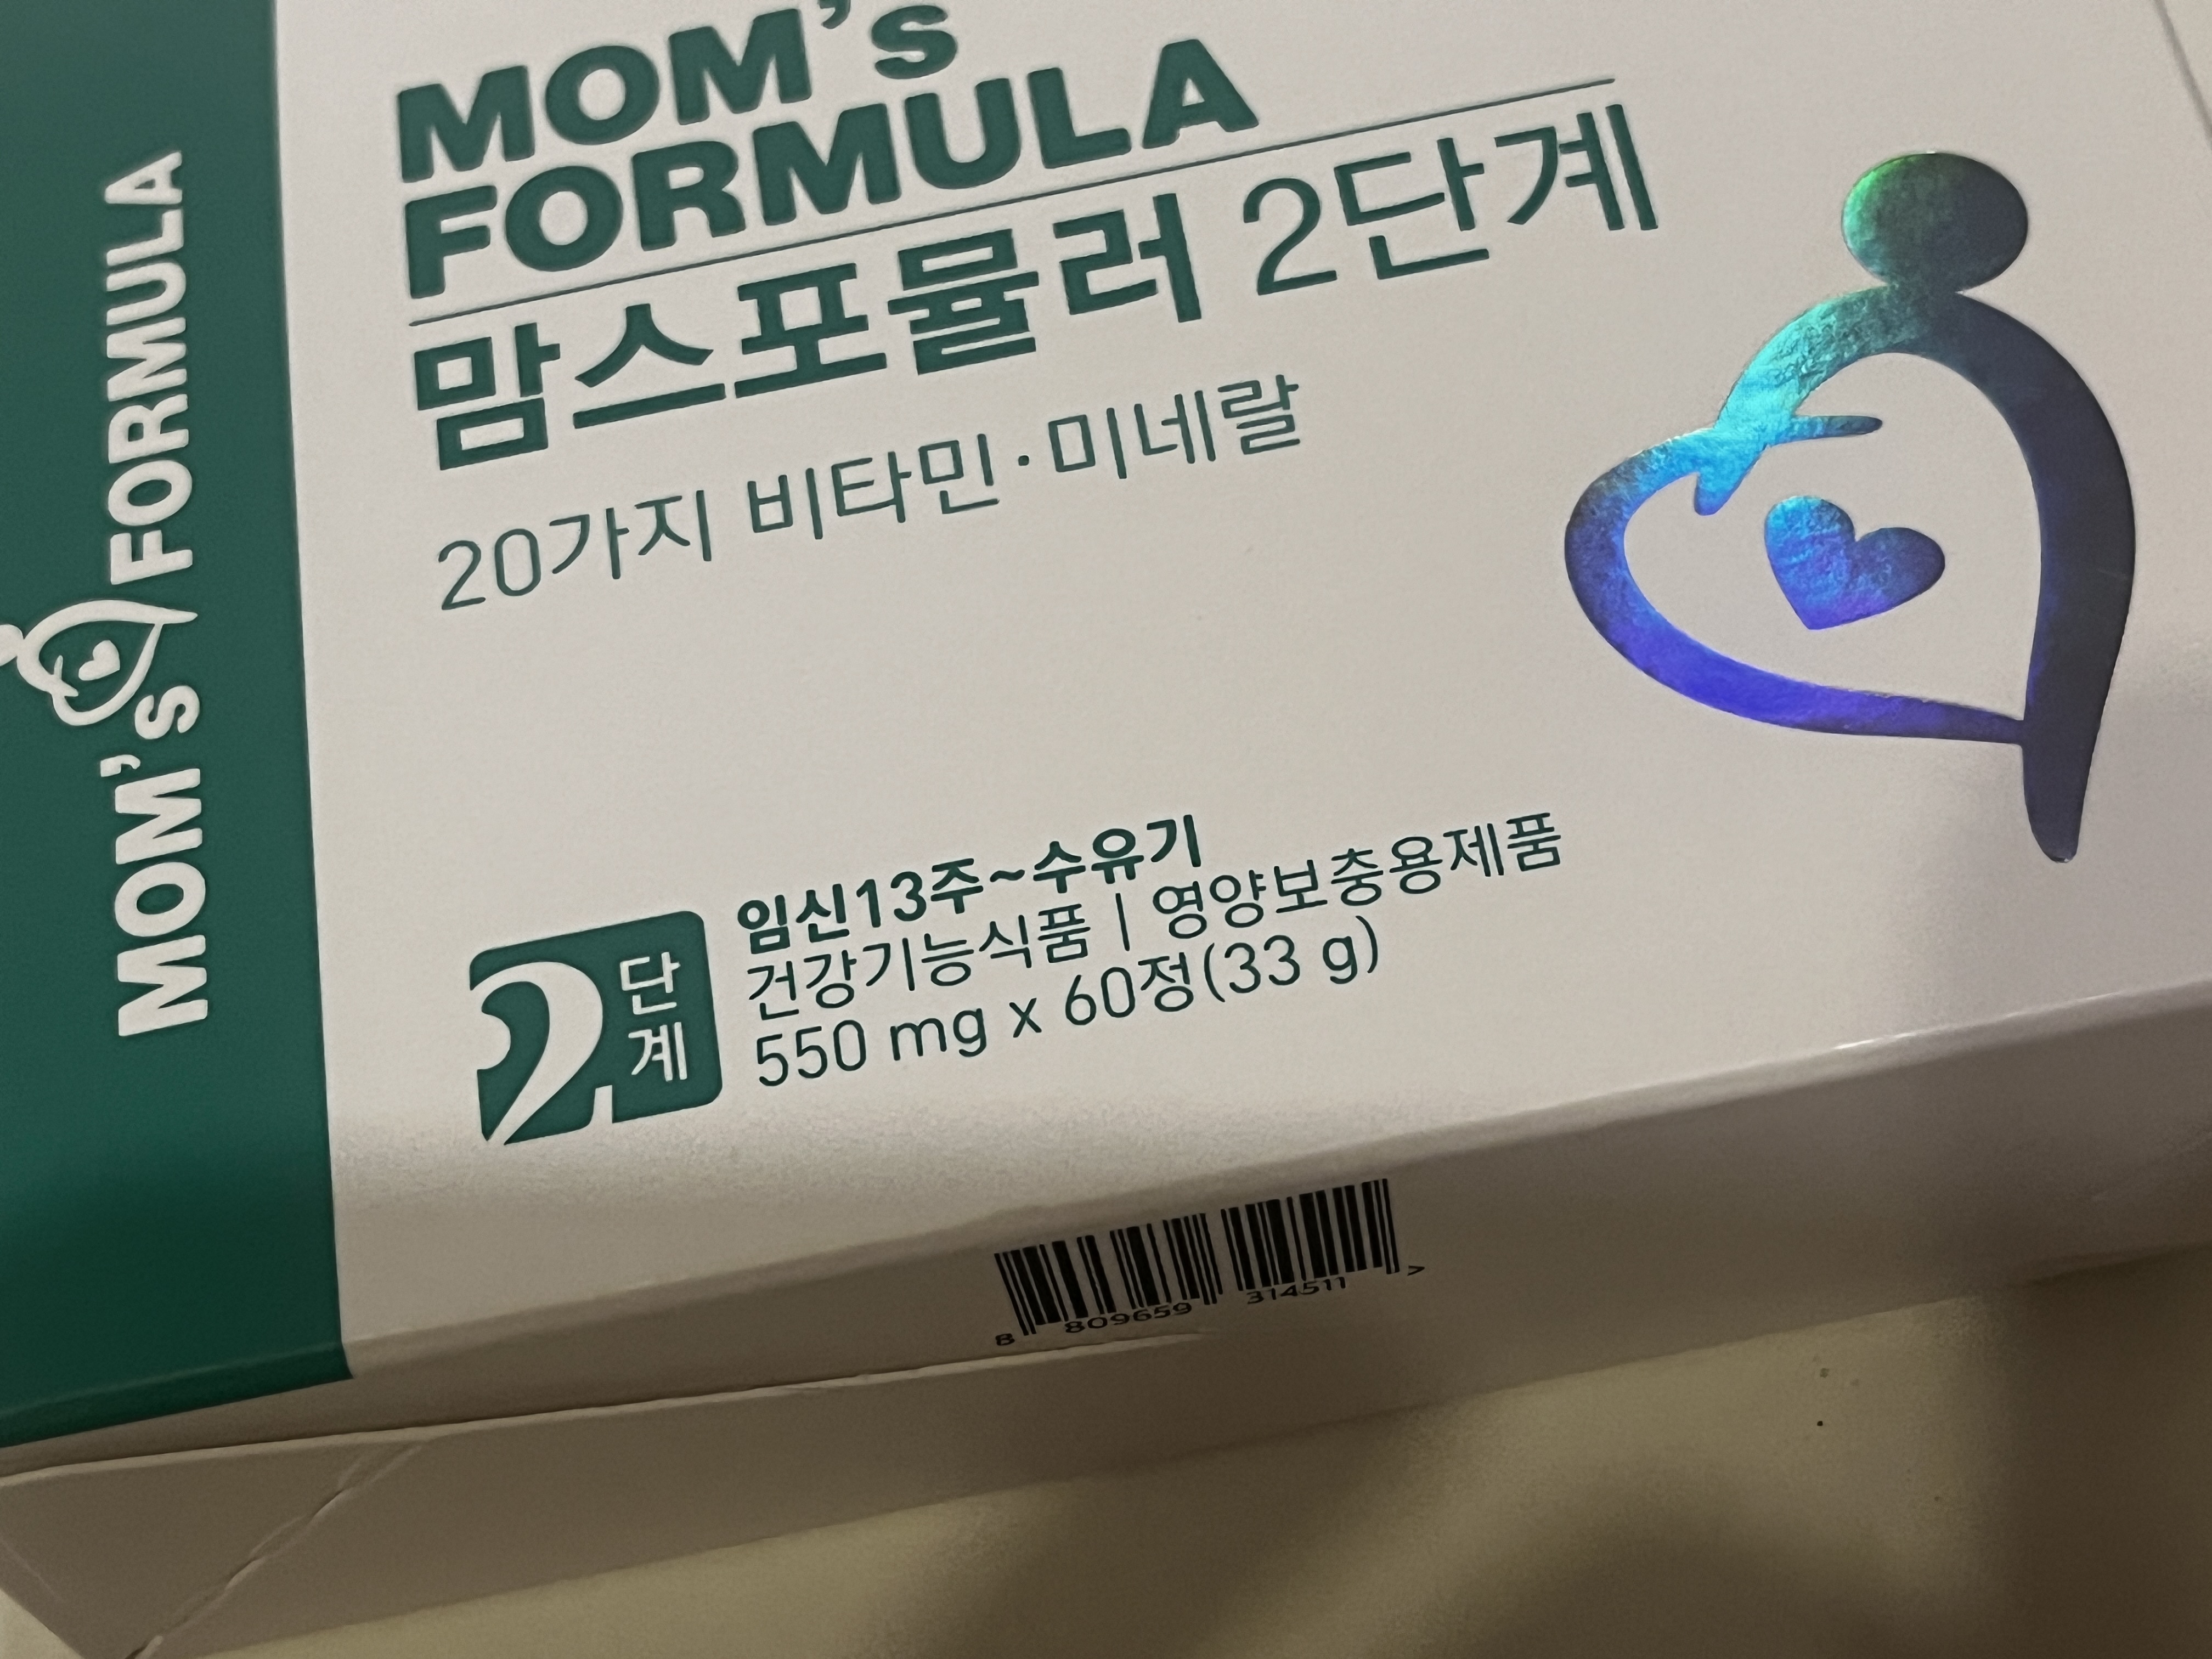 MOM's
FORMULA
맘스포뮬러 2단계
20가지 비타민·미네랄
2단계
임신13주~수유기
건강기능식품 | 영양보충용제품
550 mg x 60정(33 g)
MOM's FORMULA
8 809659 314511 >